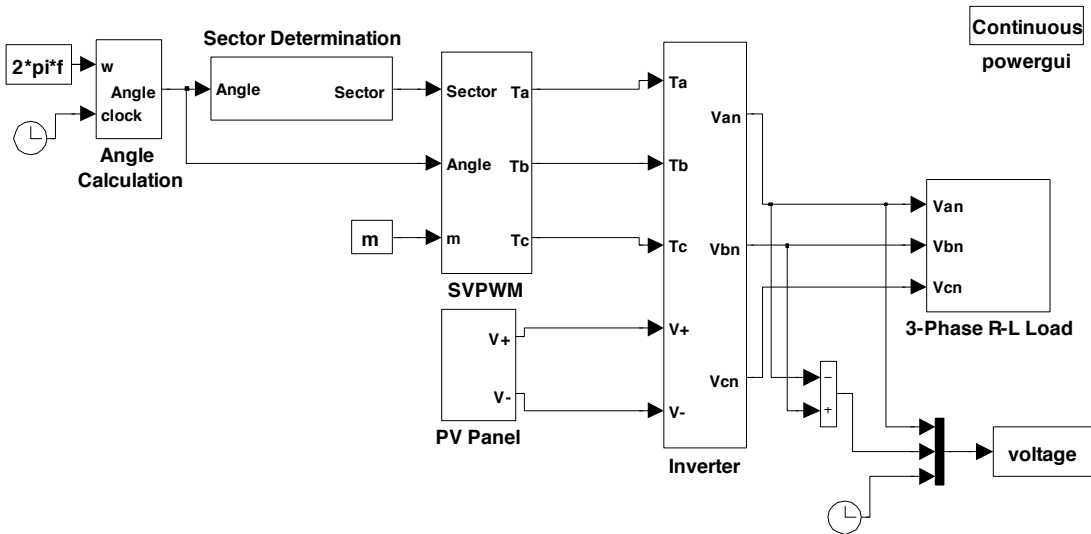 Continuous
powergui
Sector Determination
2*pi*f
w
Angle
clock
Angle
Calculation
Angle
Sector
Sector
Angle
m
Ta
Tb
Tc
SVPWM
m
V+
V-
PV Panel
Ta
Tb
Tc
V+
V-
Van
Vbn
Vcn
Inverter
Van
Vbn
Vcn
3-Phase R-L Load
−
+
voltage